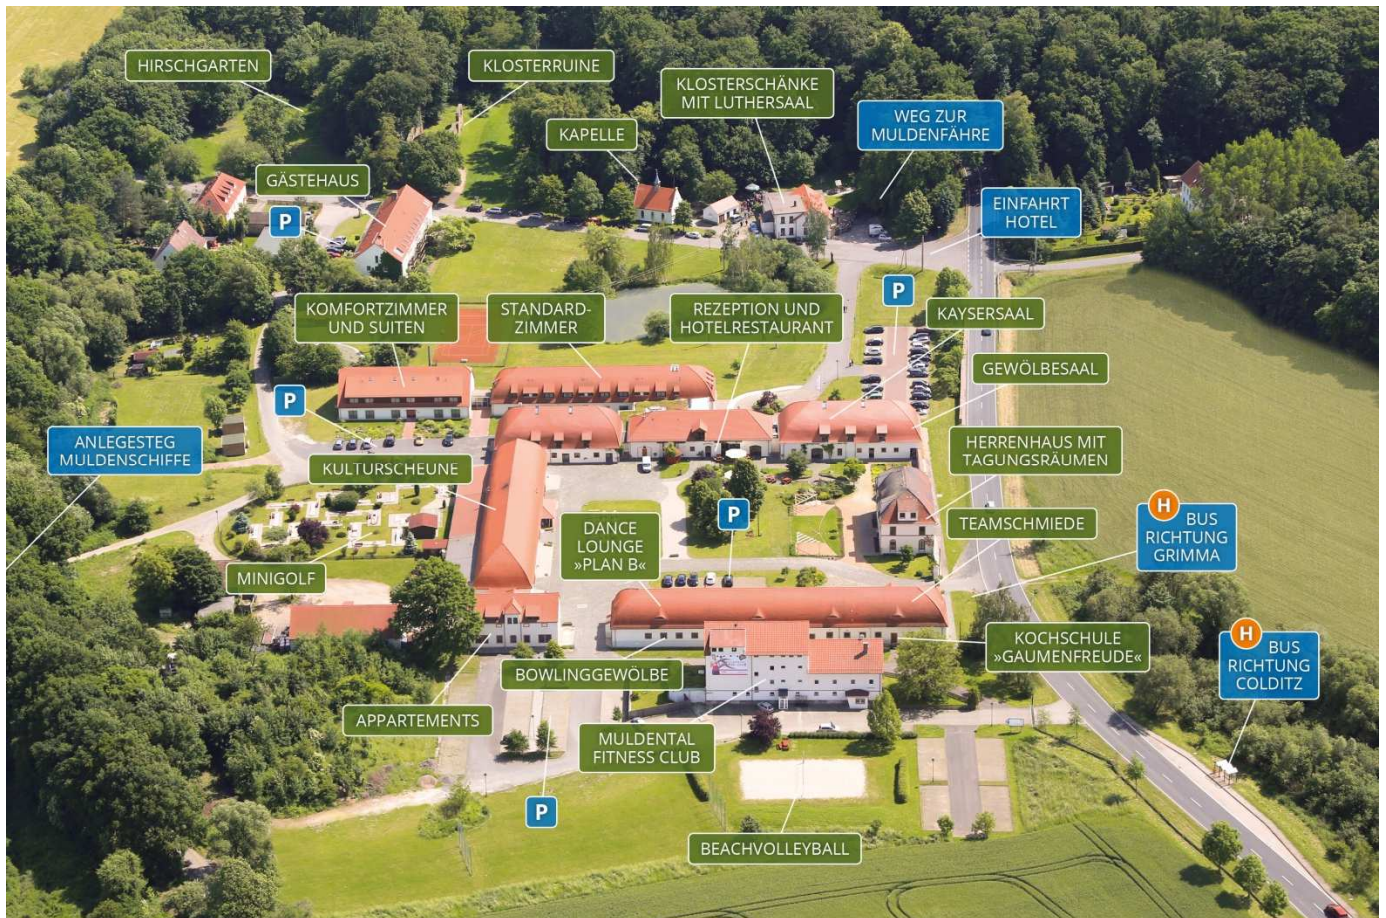 HIRSCHGARTEN
KLOSTERRUINE
KLOSTERSCHÄNKE
MIT LUTHERSAAL
KAPELLE
WEG ZUR
MULDENFÄHRE
GÄSTEHAUS
P
EINFAHRT
HOTEL
P
KOMFORTZIMMER
UND SUITEN
STANDARD-
ZIMMER
REZEPTION UND
HOTELRESTAURANT
KAYSERSAAL
GEWÖLBESAAL
P
ANLEGESTEG
MULDENSCHIFFE
KULTURSCHEUNE
HERRENHAUS MIT
TAGUNGSRÄUMEN
P
DANCE
LOUNGE
»PLAN B«
TEAMSCHMIEDE
H BUS
RICHTUNG
GRIMMA
MINIGOLF
KOCHSCHULE
»GAUMENFREUDE«
H BUS
RICHTUNG
COLDITZ
BOWLINGGEWÖLBE
APPARTEMENTS
MULDENTAL
FITNESS CLUB
P
BEACHVOLLEYBALL